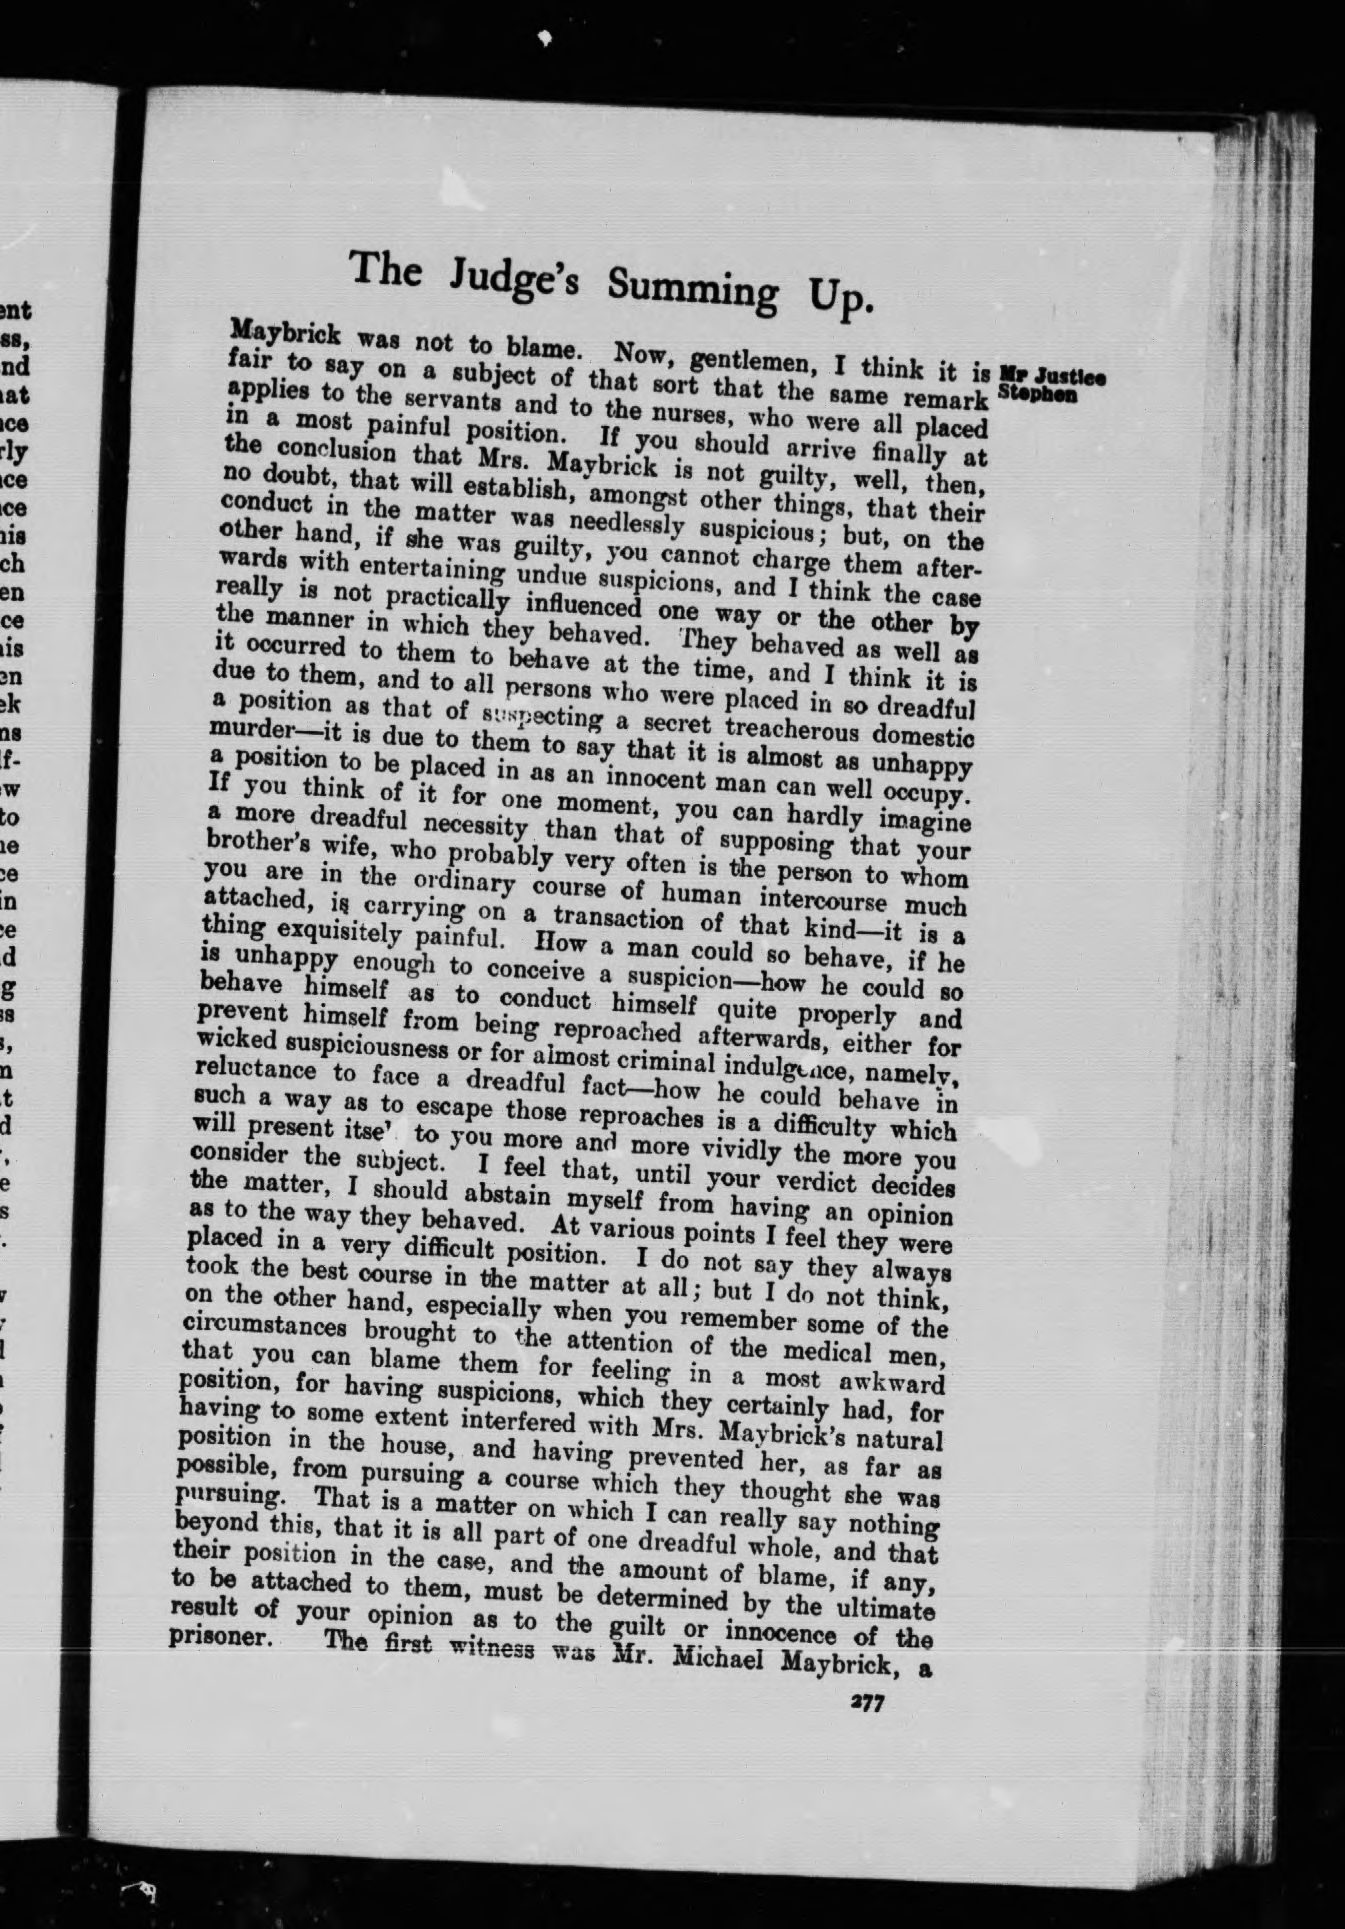 The Judge's Summing Up.
Maybrick was not to blame. Now, gentlemen, I think it is
Mr Justice
Stephen
fair to say on a subject of that sort that the same remark
applies to the servants and to the nurses, who were all placed
in a most painful position. If you should arrive finally at
the conclusion that Mrs. Maybrick is not guilty, well, then,
no doubt, that will establish, amongst other things, that their
conduct in the matter was needlessly suspicious; but, on the
other hand, if she was guilty, you cannot charge them after-
wards with entertaining undue suspicions, and I think the case
really is not practically influenced one way or the other by
the manner in which they behaved. They behaved as well as
it occurred to them to behave at the time, and I think it is
due to them, and to all persons who were placed in so dreadful
a position as that of suspecting a secret treacherous domestic
murder—it is due to them to say that it is almost as unhappy
a position to be placed in as an innocent man can well occupy.
If you think of it for one moment, you can hardly imagine
a more dreadful necessity than that of supposing that your
brother's wife, who probably very often is the person to whom
you are in the ordinary course of human intercourse much
attached, is carrying on a transaction of that kind—it is a
thing exquisitely painful. How a man could so behave, if he
is unhappy enough to conceive a suspicion—how he could so
behave himself as to conduct himself quite properly and
prevent himself from being reproached afterwards, either for
wicked suspiciousness or for almost criminal indulgence, namely,
reluctance to face a dreadful fact—how he could behave in
such a way as to escape those reproaches is a difficulty which
will present itse' to you more and more vividly the more you
consider the subject. I feel that, until your verdict decides
the matter, I should abstain myself from having an opinion
as to the way they behaved. At various points I feel they were
placed in a very difficult position. I do not say they always
took the best course in the matter at all; but I do not think,
on the other hand, especially when you remember some of the
circumstances brought to the attention of the medical men,
that you can blame them for feeling in a most awkward
position, for having suspicions, which they certainly had, for
having to some extent interfered with Mrs. Maybrick's natural
position in the house, and having prevented her, as far as
possible, from pursuing a course which they thought she was
pursuing. That is a matter on which I can really say nothing
beyond this, that it is all part of one dreadful whole, and that
their position in the case, and the amount of blame, if any,
to be attached to them, must be determined by the ultimate
result of your opinion as to the guilt or innocence of the
prisoner. The first witness was Mr. Michael Maybrick, a
277